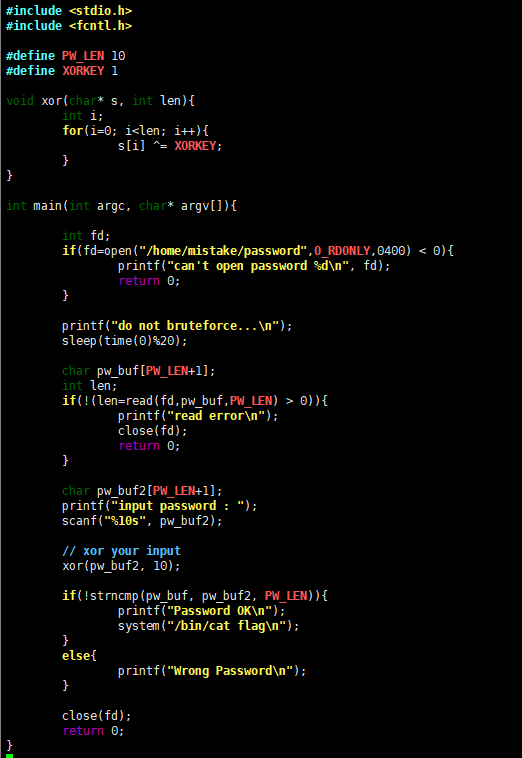 #include <stdio.h>
#include <fcntl.h>

#define PW_LEN 10
#define XORKEY 1

void xor(char* s, int len){
        int i;
        for(i=0; i<len; i++){
                s[i] ^= XORKEY;
        }
}

int main(int argc, char* argv[]){

        int fd;
        if(fd=open("/home/mistake/password",O_RDONLY,0400) < 0){
                printf("can't open password %d\n", fd);
                return 0;
        }

        printf("do not bruteforce...\n");
        sleep(time(0)%20);

        char pw_buf[PW_LEN+1];
        int len;
        if(!(len=read(fd,pw_buf,PW_LEN) > 0)){
                printf("read error\n");
                close(fd);
                return 0;
        }

        char pw_buf2[PW_LEN+1];
        printf("input password : ");
        scanf("%10s", pw_buf2);

        // xor your input
        xor(pw_buf2, 10);

        if(!strncmp(pw_buf, pw_buf2, PW_LEN)){
                printf("Password OK\n");
                system("/bin/cat flag\n");
        }
        else{
                printf("Wrong Password\n");
        }

        close(fd);
        return 0;
}